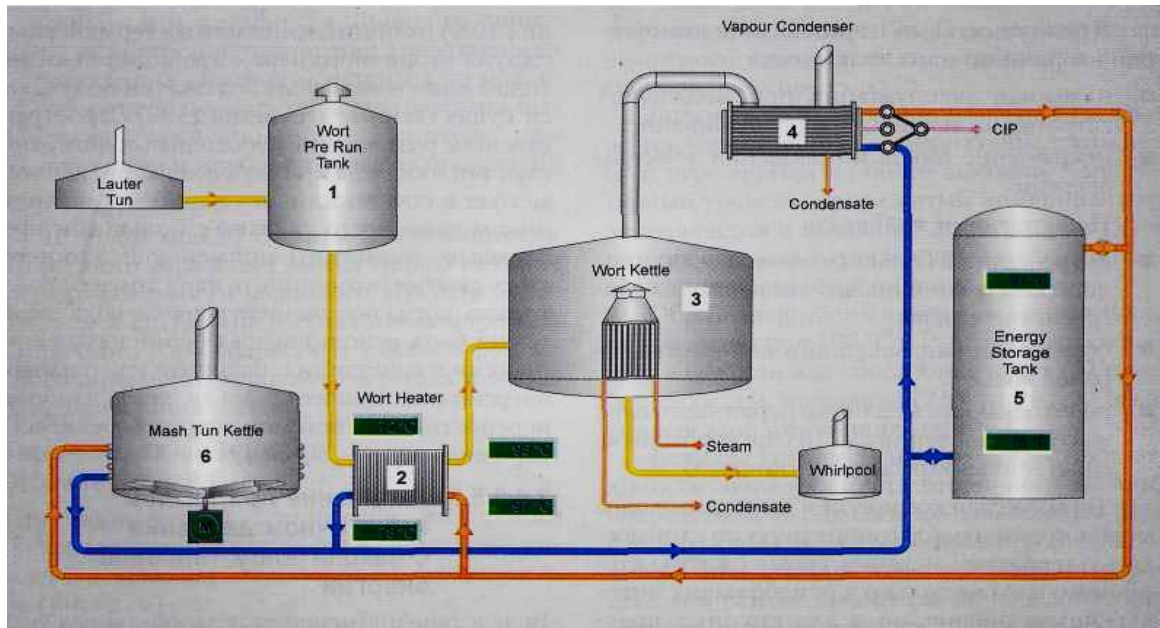 Vapour Condenser
4
CIP
Condensate
Wort
Pre Run
Tank
1
Lauter
Tun
Wort Kettle
3
Energy
Storage
Tank
5
Wort Heater
2
Mash Tun Kettle
6
M
Steam
Whirlpool
Condensate